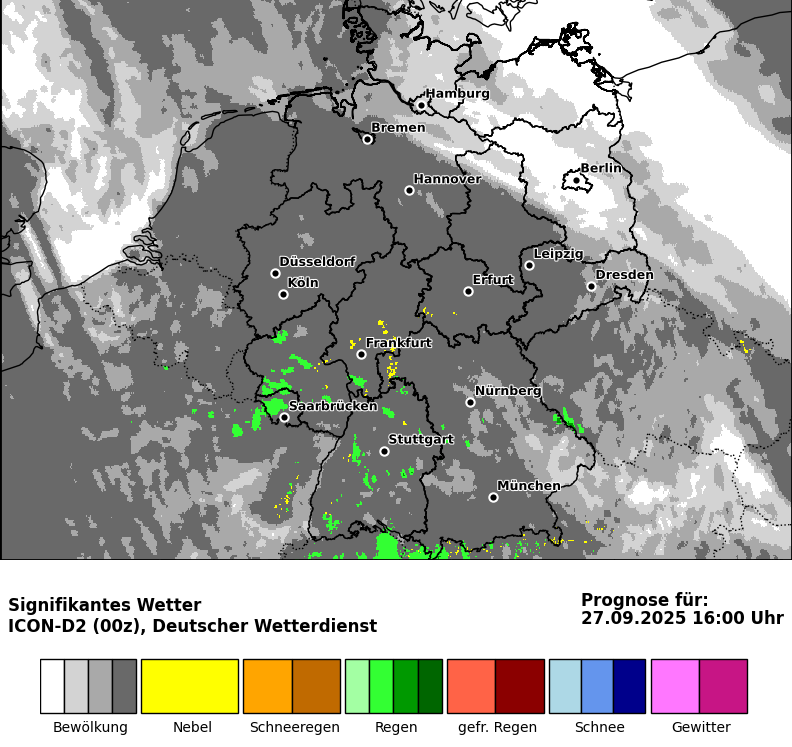 Hamburg
Bremen
Berlin
Hannover
Leipzig
Düsseldorf
Köln
Erfurt
Dresden
Frankfurt
Nürnberg
Saarbrücken
Stuttgart
München
Signifikantes Wetter
ICON-D2 (00z), Deutscher Wetterdienst
Prognose für:
27.09.2025 16:00 Uhr
Bewölkung Nebel Schneeregen Regen gefr. Regen Schnee Gewitter